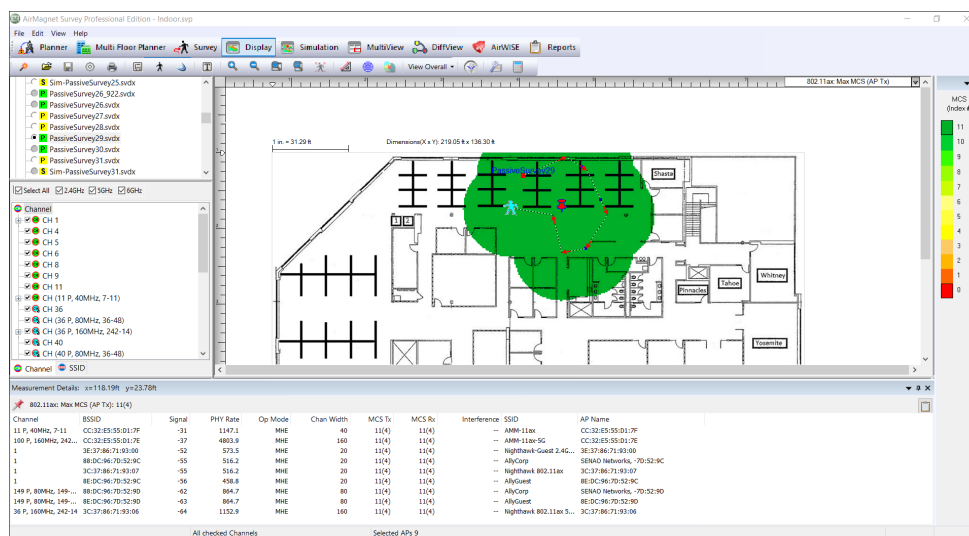 AirMagnet Survey Professional Edition - Indoor.svp
File Edit View Help
Planner Multi Floor Planner Survey Display Simulation MultiView DiffView AirWISE Reports
View Overall
Sim-PassiveSurvey25.svdx
PassiveSurvey26_922.svdx
PassiveSurvey26.svdx
PassiveSurvey27.svdx
PassiveSurvey28.svdx
PassiveSurvey29.svdx
PassiveSurvey30.svdx
PassiveSurvey31.svdx
Sim-PassiveSurvey31.svdx
Select All 2.4GHz 5GHz 6GHz
Channel
CH 1
CH 4
CH 5
CH 6
CH 8
CH 9
CH 11
CH (11 P, 40MHz, 7-11)
CH 36
CH (36 P, 80MHz, 36-48)
CH (36 P, 160MHz, 242-14)
CH 40
CH (40 P, 80MHz, 36-48)
Channel SSID
802.11ax: Max MCS (AP Tx)
1 in. = 31.29 ft Dimensions(X x Y): 219.05 ft x 136.30 ft
PassiveSurvey29
Shasta
1 2
Whitney
Tahoe
Pinnacles
Yosemite
MCS
(Index #
11
10
9
8
7
6
5
4
3
2
1
0
Measurement Details: x=118.19ft y=23.78ft
802.11ax: Max MCS (AP Tx): 11(4)
Channel BSSID Signal PHY Rate Op Mode Chan Width MCS Tx MCS Rx Interference SSID AP Name
11 P, 40MHz, 7-11 CC:32:E5:55:D1:7F -31 1147.1 MHE 40 11(4) 11(4) -- AMM-11ax CC:32:E5:55:D1:7F
100 P, 160MHz, 242... CC:32:E5:55:D1:7E -37 4803.9 MHE 160 11(4) 11(4) -- AMM-11ax-5G CC:32:E5:55:D1:7E
1 3E:37:86:71:93:00 -52 573.5 MHE 20 11(4) 11(4) -- Nighthawk-Guest 2.4G... 3E:37:86:71:93:00
1 88:DC:96:7D:52:9C -55 516.2 MHE 20 11(4) 11(4) -- AllyCorp SENAO Networks, -7D:52:9C
1 3C:37:86:71:93:07 -55 516.2 MHE 20 11(4) 11(4) -- Nighthawk 802.11ax 3C:37:86:71:93:07
1 8E:DC:96:7D:52:9C -56 458.8 MHE 20 11(4) 11(4) -- AllyGuest 8E:DC:96:7D:52:9C
149 P, 80MHz, 149-... 88:DC:96:7D:52:9D -62 864.7 MHE 80 11(4) 11(4) -- AllyCorp SENAO Networks, -7D:52:9D
149 P, 80MHz, 149-... 8E:DC:96:7D:52:9D -63 864.7 MHE 80 11(4) 11(4) -- AllyGuest 8E:DC:96:7D:52:9D
36 P, 160MHz, 242-14 3C:37:86:71:93:06 -64 1152.9 MHE 160 11(4) 11(4) -- Nighthawk 802.11ax 5... 3C:37:86:71:93:06
All checked Channels Selected APs 9